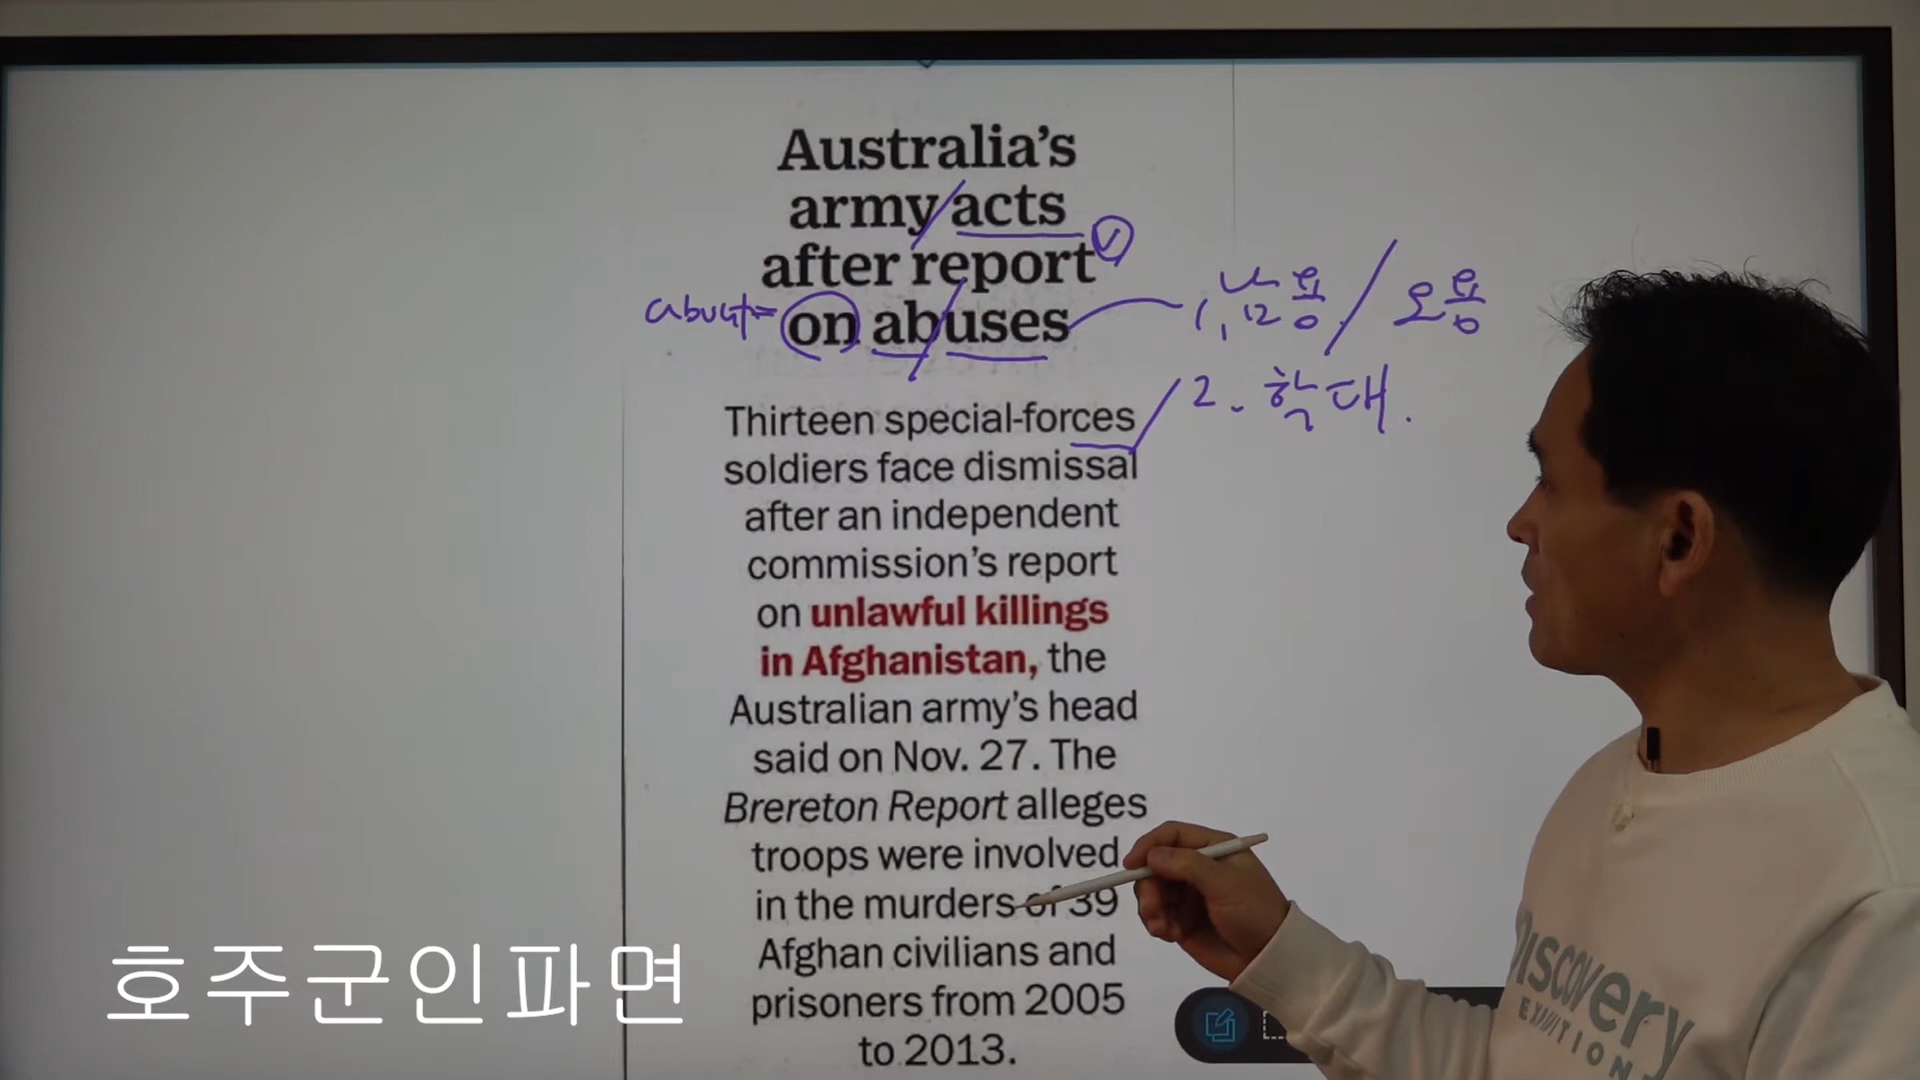 Australia's
army acts
after report
about = on abuses
1, 남용 / 오용
2. 학대.
Thirteen special-forces
soldiers face dismissal
after an independent
commission's report
on unlawful killings
in Afghanistan, the
Australian army's head
said on Nov. 27. The
Brereton Report alleges
troops were involved
in the murders of 39
Afghan civilians and
prisoners from 2005
to 2013.
호주군인파면
Discovery
EXPEDITION